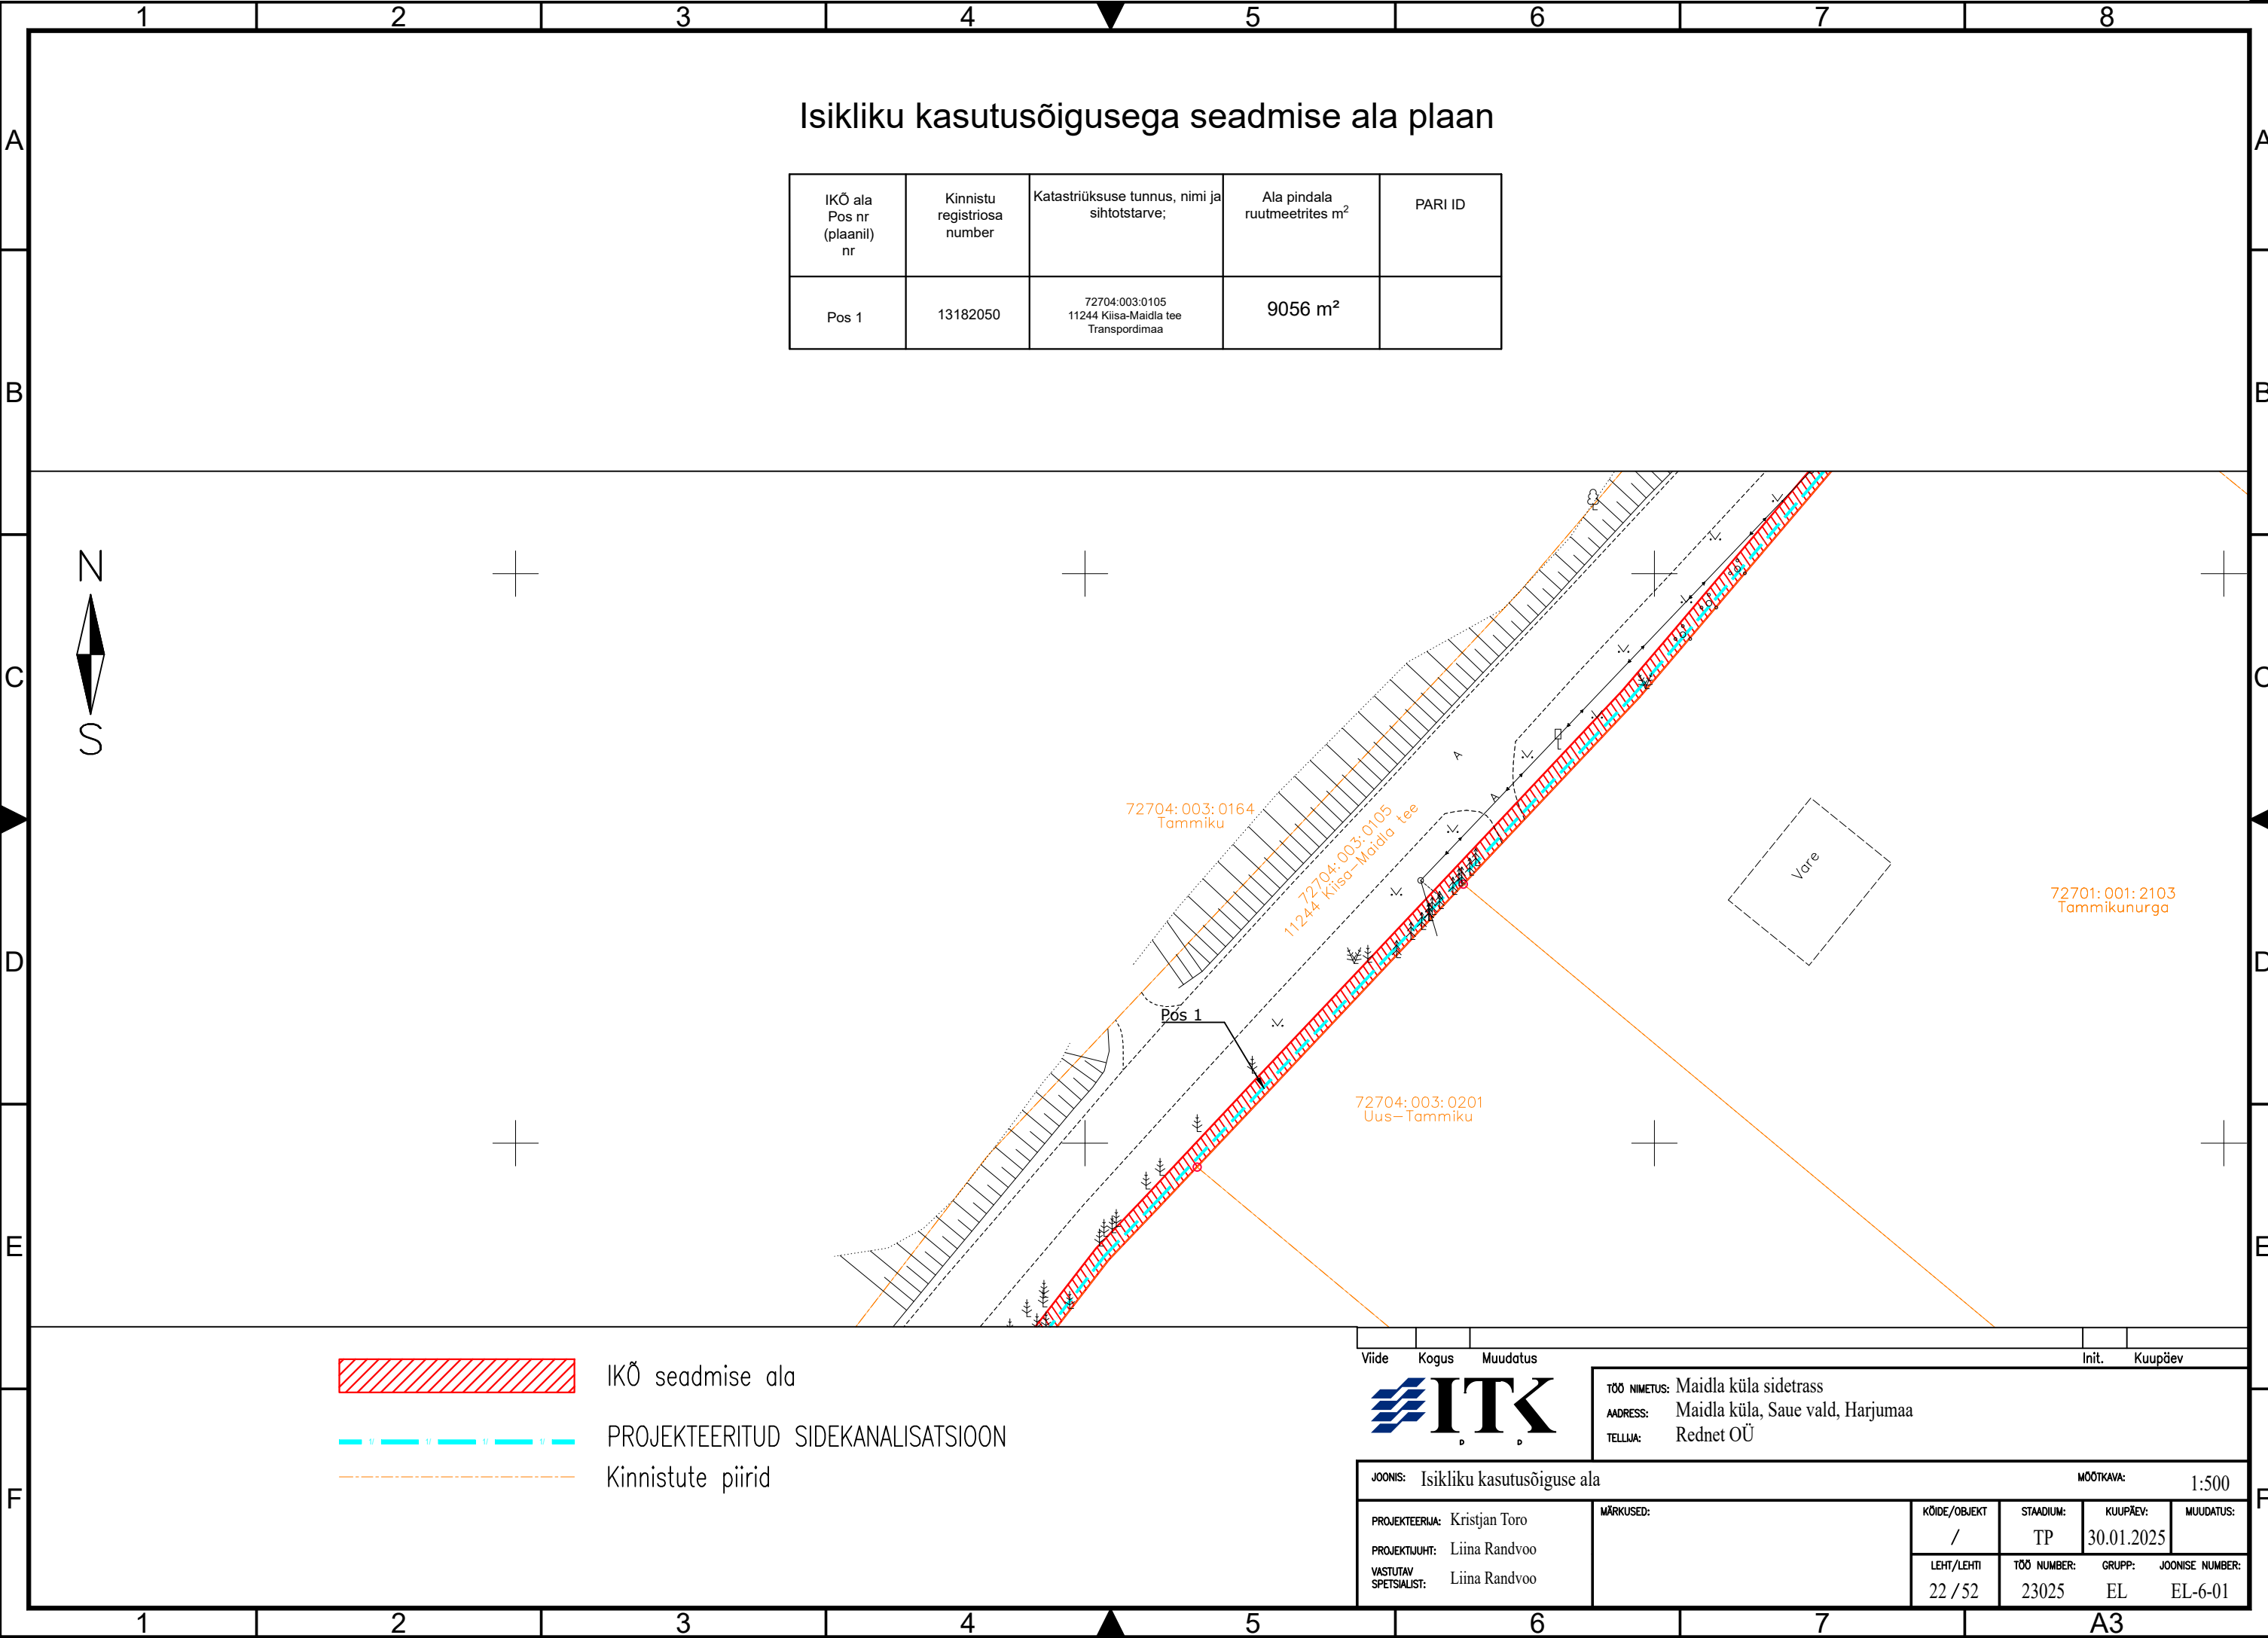 1 2 3 4 5 6 7 8
A A
B B
C C
D D
E E
F F
Isikliku kasutusõigusega seadmise ala plaan
IKÕ ala
Pos nr
(plaanil)
nr
Kinnistu
registriosa
number
Katastriüksuse tunnus, nimi ja
sihtotstarve;
Ala pindala
ruutmeetrites m²
PARI ID
Pos 1
13182050
72704:003:0105
11244 Kiisa-Maidla tee
Transpordimaa
9056 m²
N
S
72704:003:0164
Tammiku
72704:003:0105
11244 Kiisa-Maidla tee
A
A
Vare
72701:001:2103
Tammikunurga
Pos 1
72704:003:0201
Uus-Tammiku
IKÕ seadmise ala
PROJEKTEERITUD SIDEKANALISATSIOON
Kinnistute piirid
Viide Kogus Muudatus Init. Kuupäev
ITK
D D
TÖÖ NIMETUS: Maidla küla sidetrass
AADRESS: Maidla küla, Saue vald, Harjumaa
TELLIJA: Rednet OÜ
JOONIS: Isikliku kasutusõiguse ala
MÕÕTKAVA: 1:500
PROJEKTEERIJA: Kristjan Toro
PROJEKTIJUHT: Liina Randvoo
VASTUTAV
SPETSIALIST: Liina Randvoo
MÄRKUSED:
KÖIDE/OBJEKT STAADIUM: KUUPÄEV: MUUDATUS:
/ TP 30.01.2025
LEHT/LEHTI TÖÖ NUMBER: GRUPP: JOONISE NUMBER:
22 / 52 23025 EL EL-6-01
1 2 3 4 5 6 7 A3